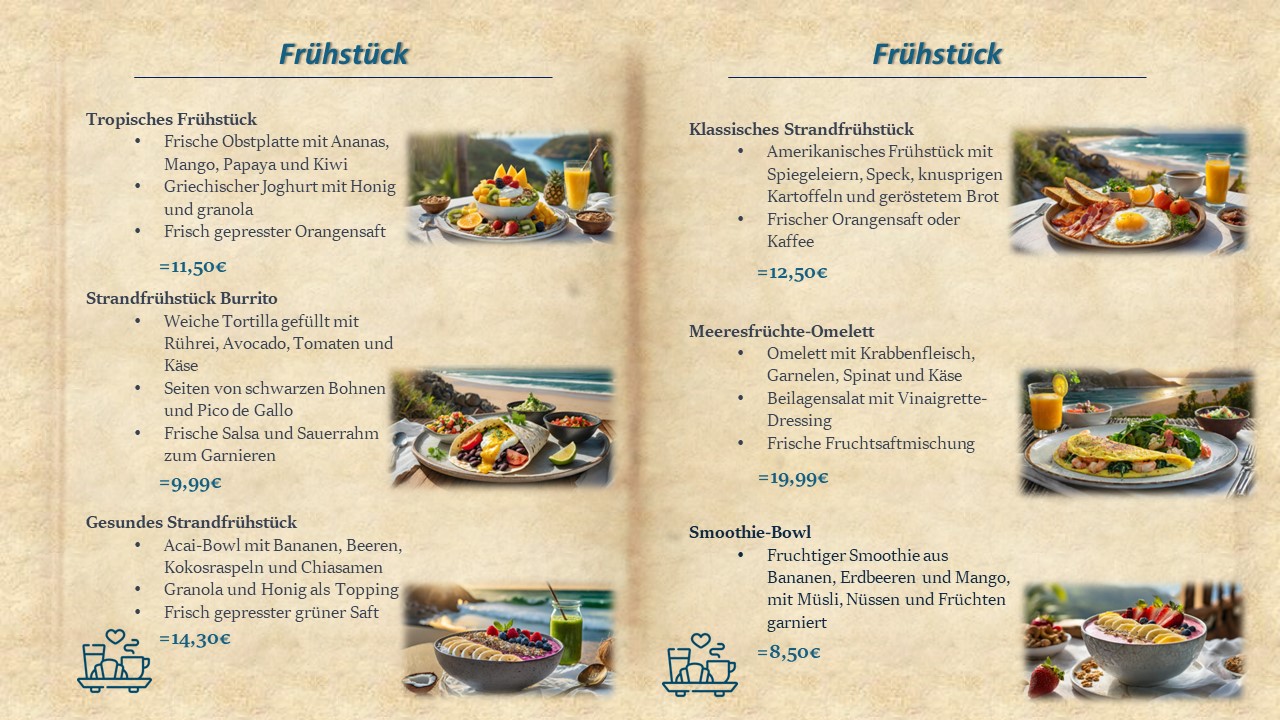 Frühstück
Tropisches Frühstück
• Frische Obstplatte mit Ananas,
Mango, Papaya und Kiwi
• Griechischer Joghurt mit Honig
und granola
• Frisch gepresster Orangensaft
=11,50€
Strandfrühstück Burrito
• Weiche Tortilla gefüllt mit
Rührei, Avocado, Tomaten und
Käse
• Seiten von schwarzen Bohnen
und Pico de Gallo
• Frische Salsa und Sauerrahm
zum Garnieren
=9,99€
Gesundes Strandfrühstück
• Acai-Bowl mit Bananen, Beeren,
Kokosraspeln und Chiasamen
• Granola und Honig als Topping
• Frisch gepresster grüner Saft
=14,30€
Frühstück
Klassisches Strandfrühstück
• Amerikanisches Frühstück mit
Spiegeleiern, Speck, knusprigen
Kartoffeln und geröstetem Brot
• Frischer Orangensaft oder
Kaffee
=12,50€
Meeresfrüchte-Omelett
• Omelett mit Krabbenfleisch,
Garnelen, Spinat und Käse
• Beilagensalat mit Vinaigrette-
Dressing
• Frische Fruchtsaftmischung
=19,99€
Smoothie-Bowl
• Fruchtiger Smoothie aus
Bananen, Erdbeeren und Mango,
mit Müsli, Nüssen und Früchten
garniert
=8,50€